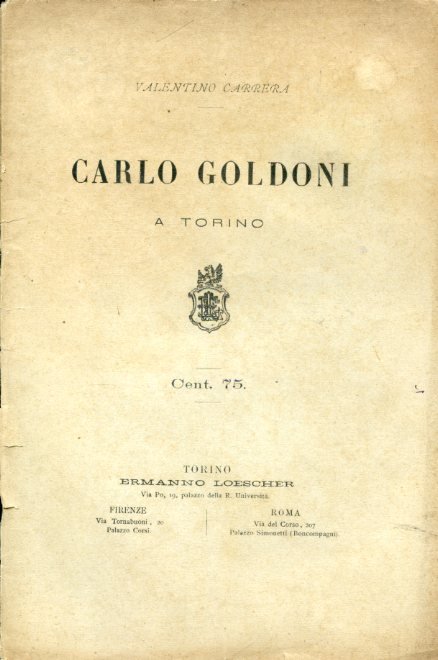 VALENTINO CARRERA
CARLO GOLDONI
A TORINO
Cent. 75.
TORINO
ERMANNO LOESCHER
Via Po, 19, palazzo della R. Università.
FIRENZE
Via Tornabuoni, 20
Palazzo Corsi.
ROMA
Via del Corso, 307
Palazzo Simonetti (Boncompagni).